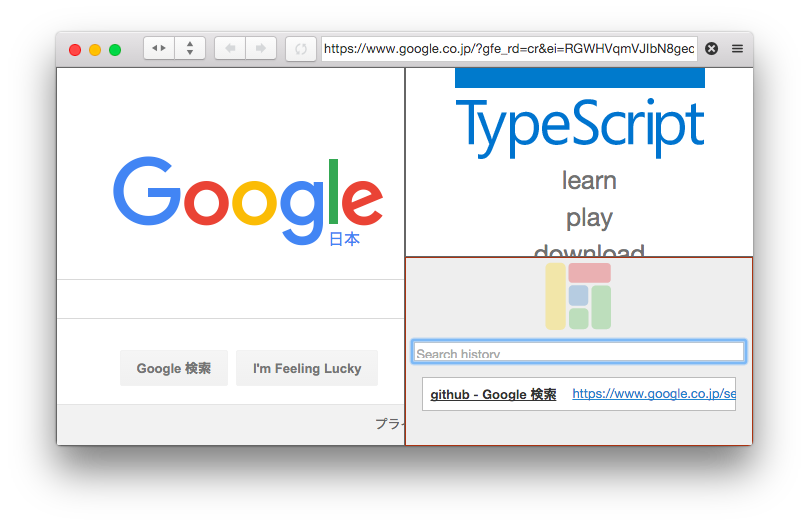 https://www.google.co.jp/?gfe_rd=cr&ei=RGWHVqmVJIbN8gec
Google
日本
Google 検索
I'm Feeling Lucky
プライ
TypeScript
learn
play
download
Search history
github - Google 検索 https://www.google.co.jp/se